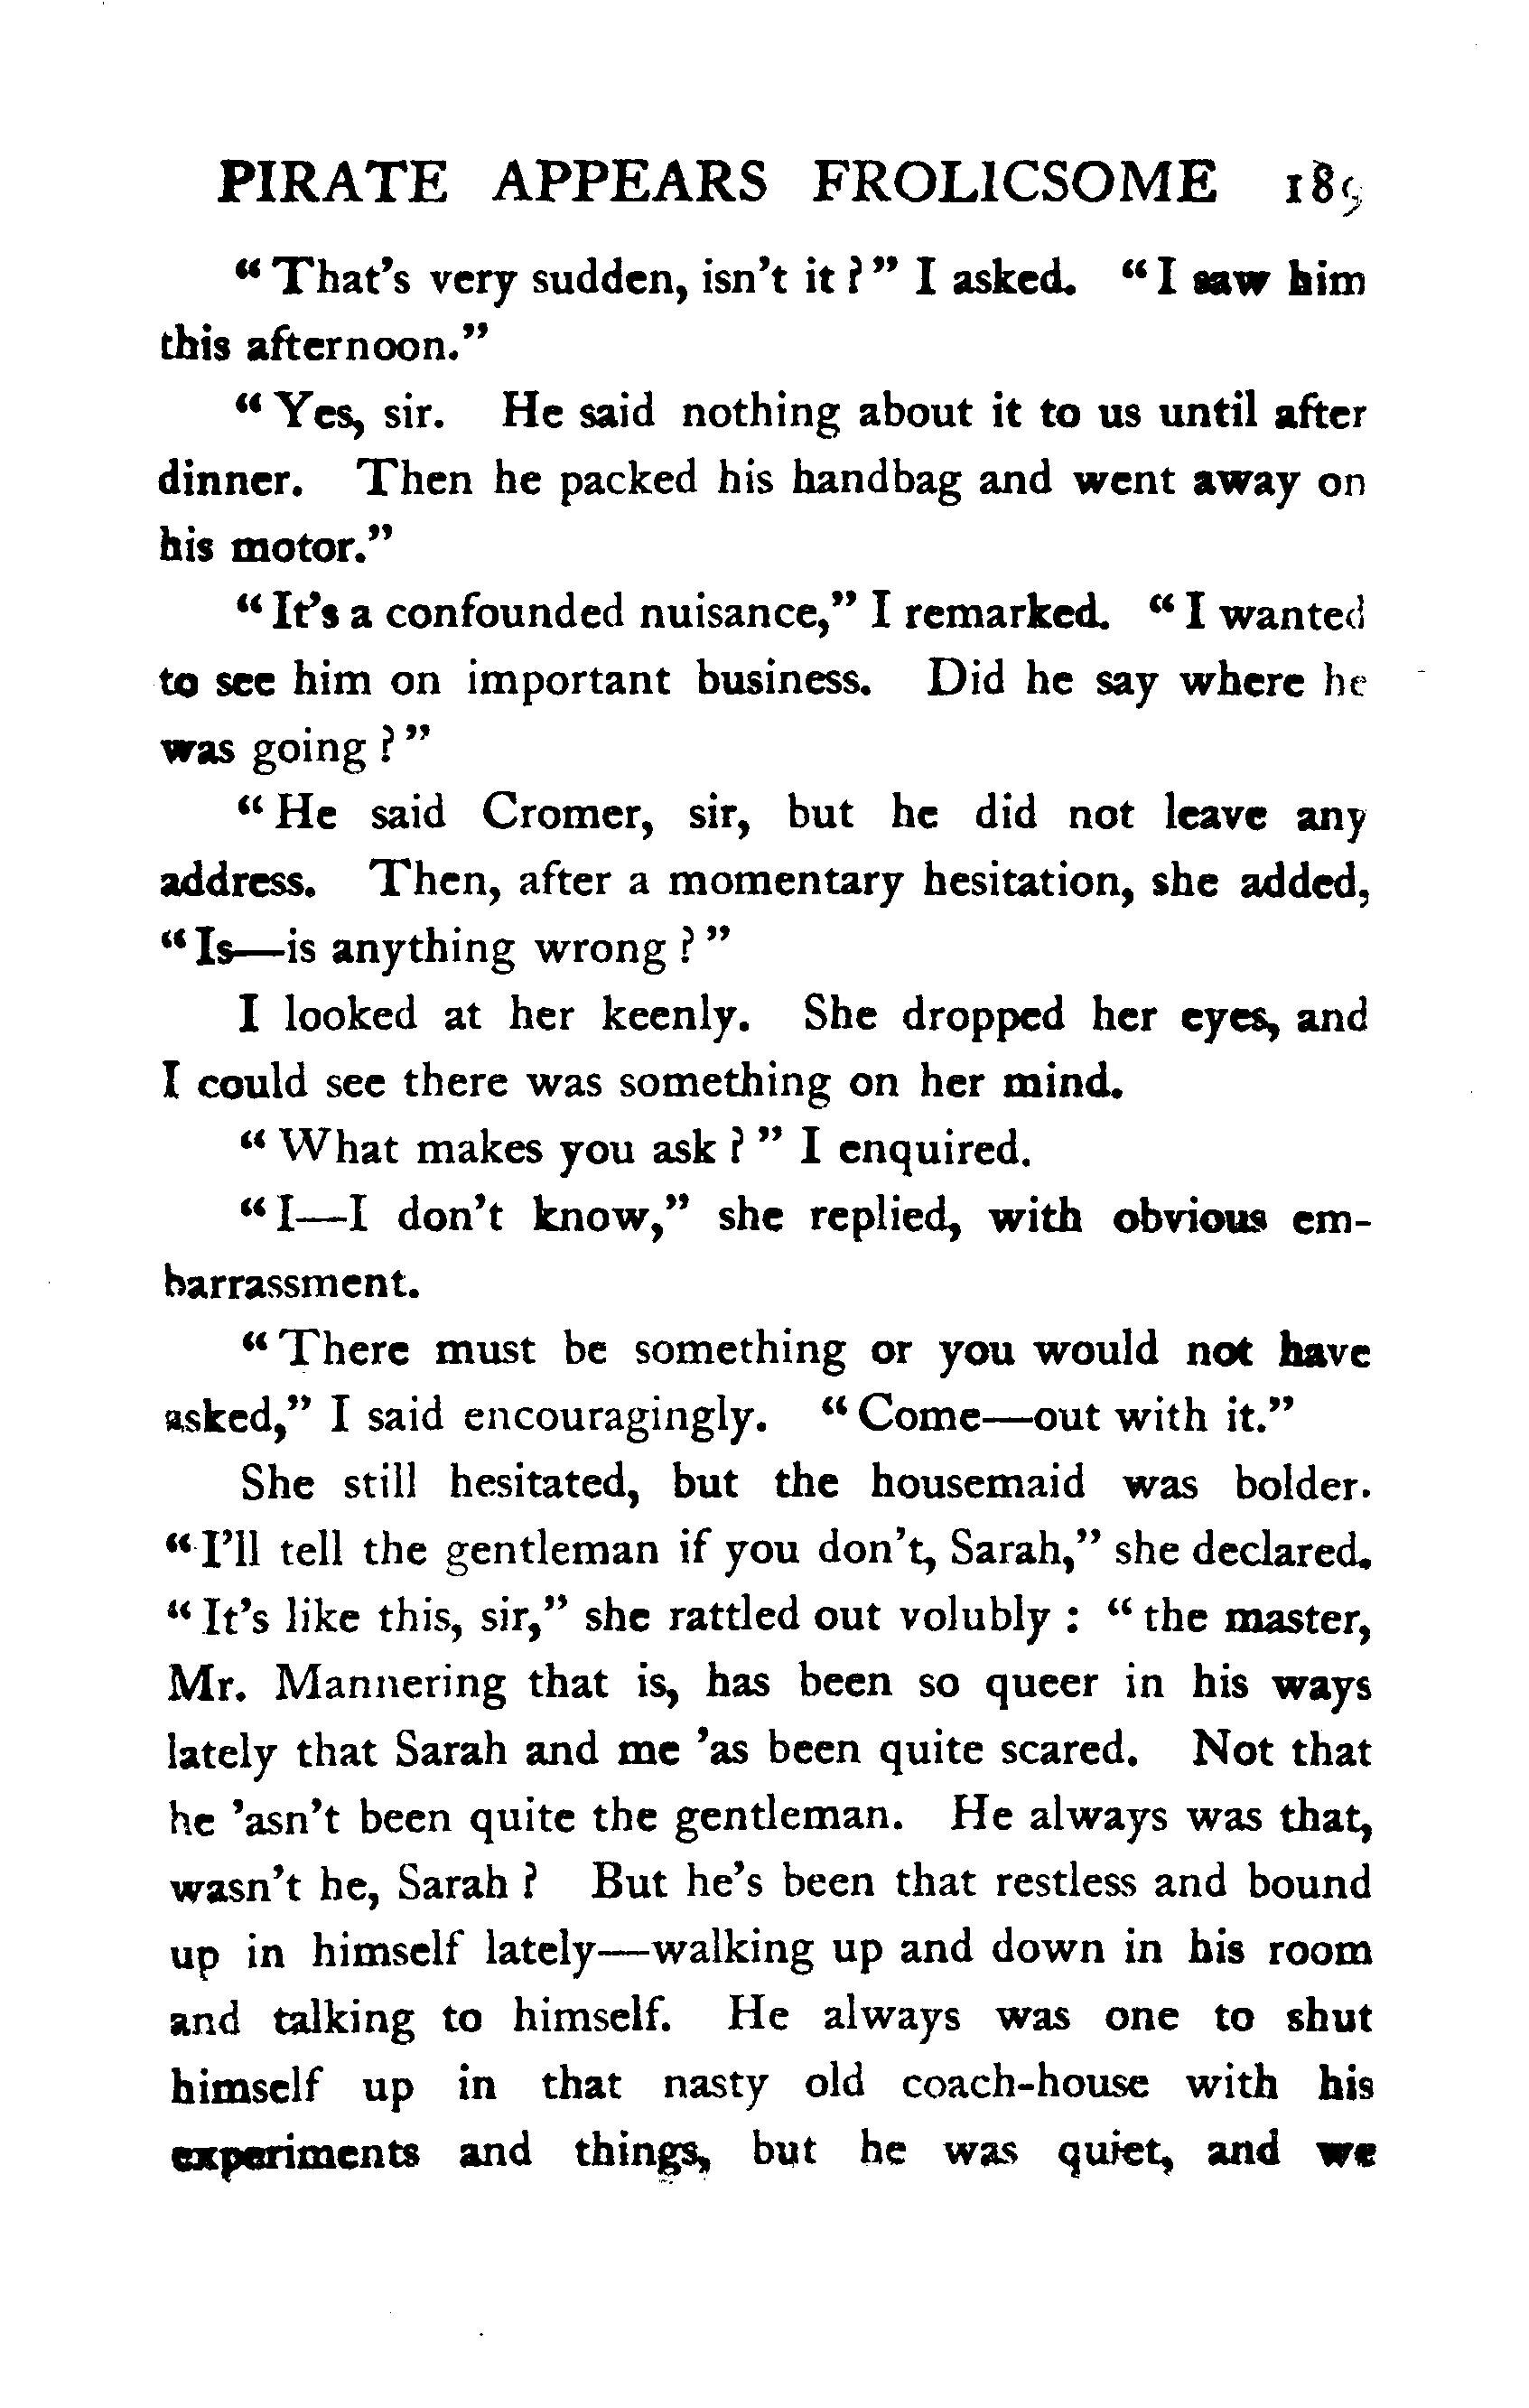 PIRATE APPEARS FROLICSOME 189
“ That’s very sudden, isn’t it ? ” I asked. “ I saw him
this afternoon.”
“ Yes, sir. He said nothing about it to us until after
dinner. Then he packed his handbag and went away on
his motor.”
“ It’s a confounded nuisance,” I remarked. “ I wanted
to see him on important business. Did he say where he
was going ? ”
“ He said Cromer, sir, but he did not leave any
address. Then, after a momentary hesitation, she added,
“ Is—is anything wrong ? ”
I looked at her keenly. She dropped her eyes, and
I could see there was something on her mind.
“ What makes you ask ? ” I enquired.
“ I—I don’t know,” she replied, with obvious em-
barrassment.
“ There must be something or you would not have
asked,” I said encouragingly. “ Come—out with it.”
She still hesitated, but the housemaid was bolder.
“ I’ll tell the gentleman if you don’t, Sarah,” she declared.
“ It’s like this, sir,” she rattled out volubly : “ the master,
Mr. Mannering that is, has been so queer in his ways
lately that Sarah and me ’as been quite scared. Not that
he ’asn’t been quite the gentleman. He always was that,
wasn’t he, Sarah ? But he’s been that restless and bound
up in himself lately—walking up and down in his room
and talking to himself. He always was one to shut
himself up in that nasty old coach-house with his
experiments and things, but he was quiet, and we